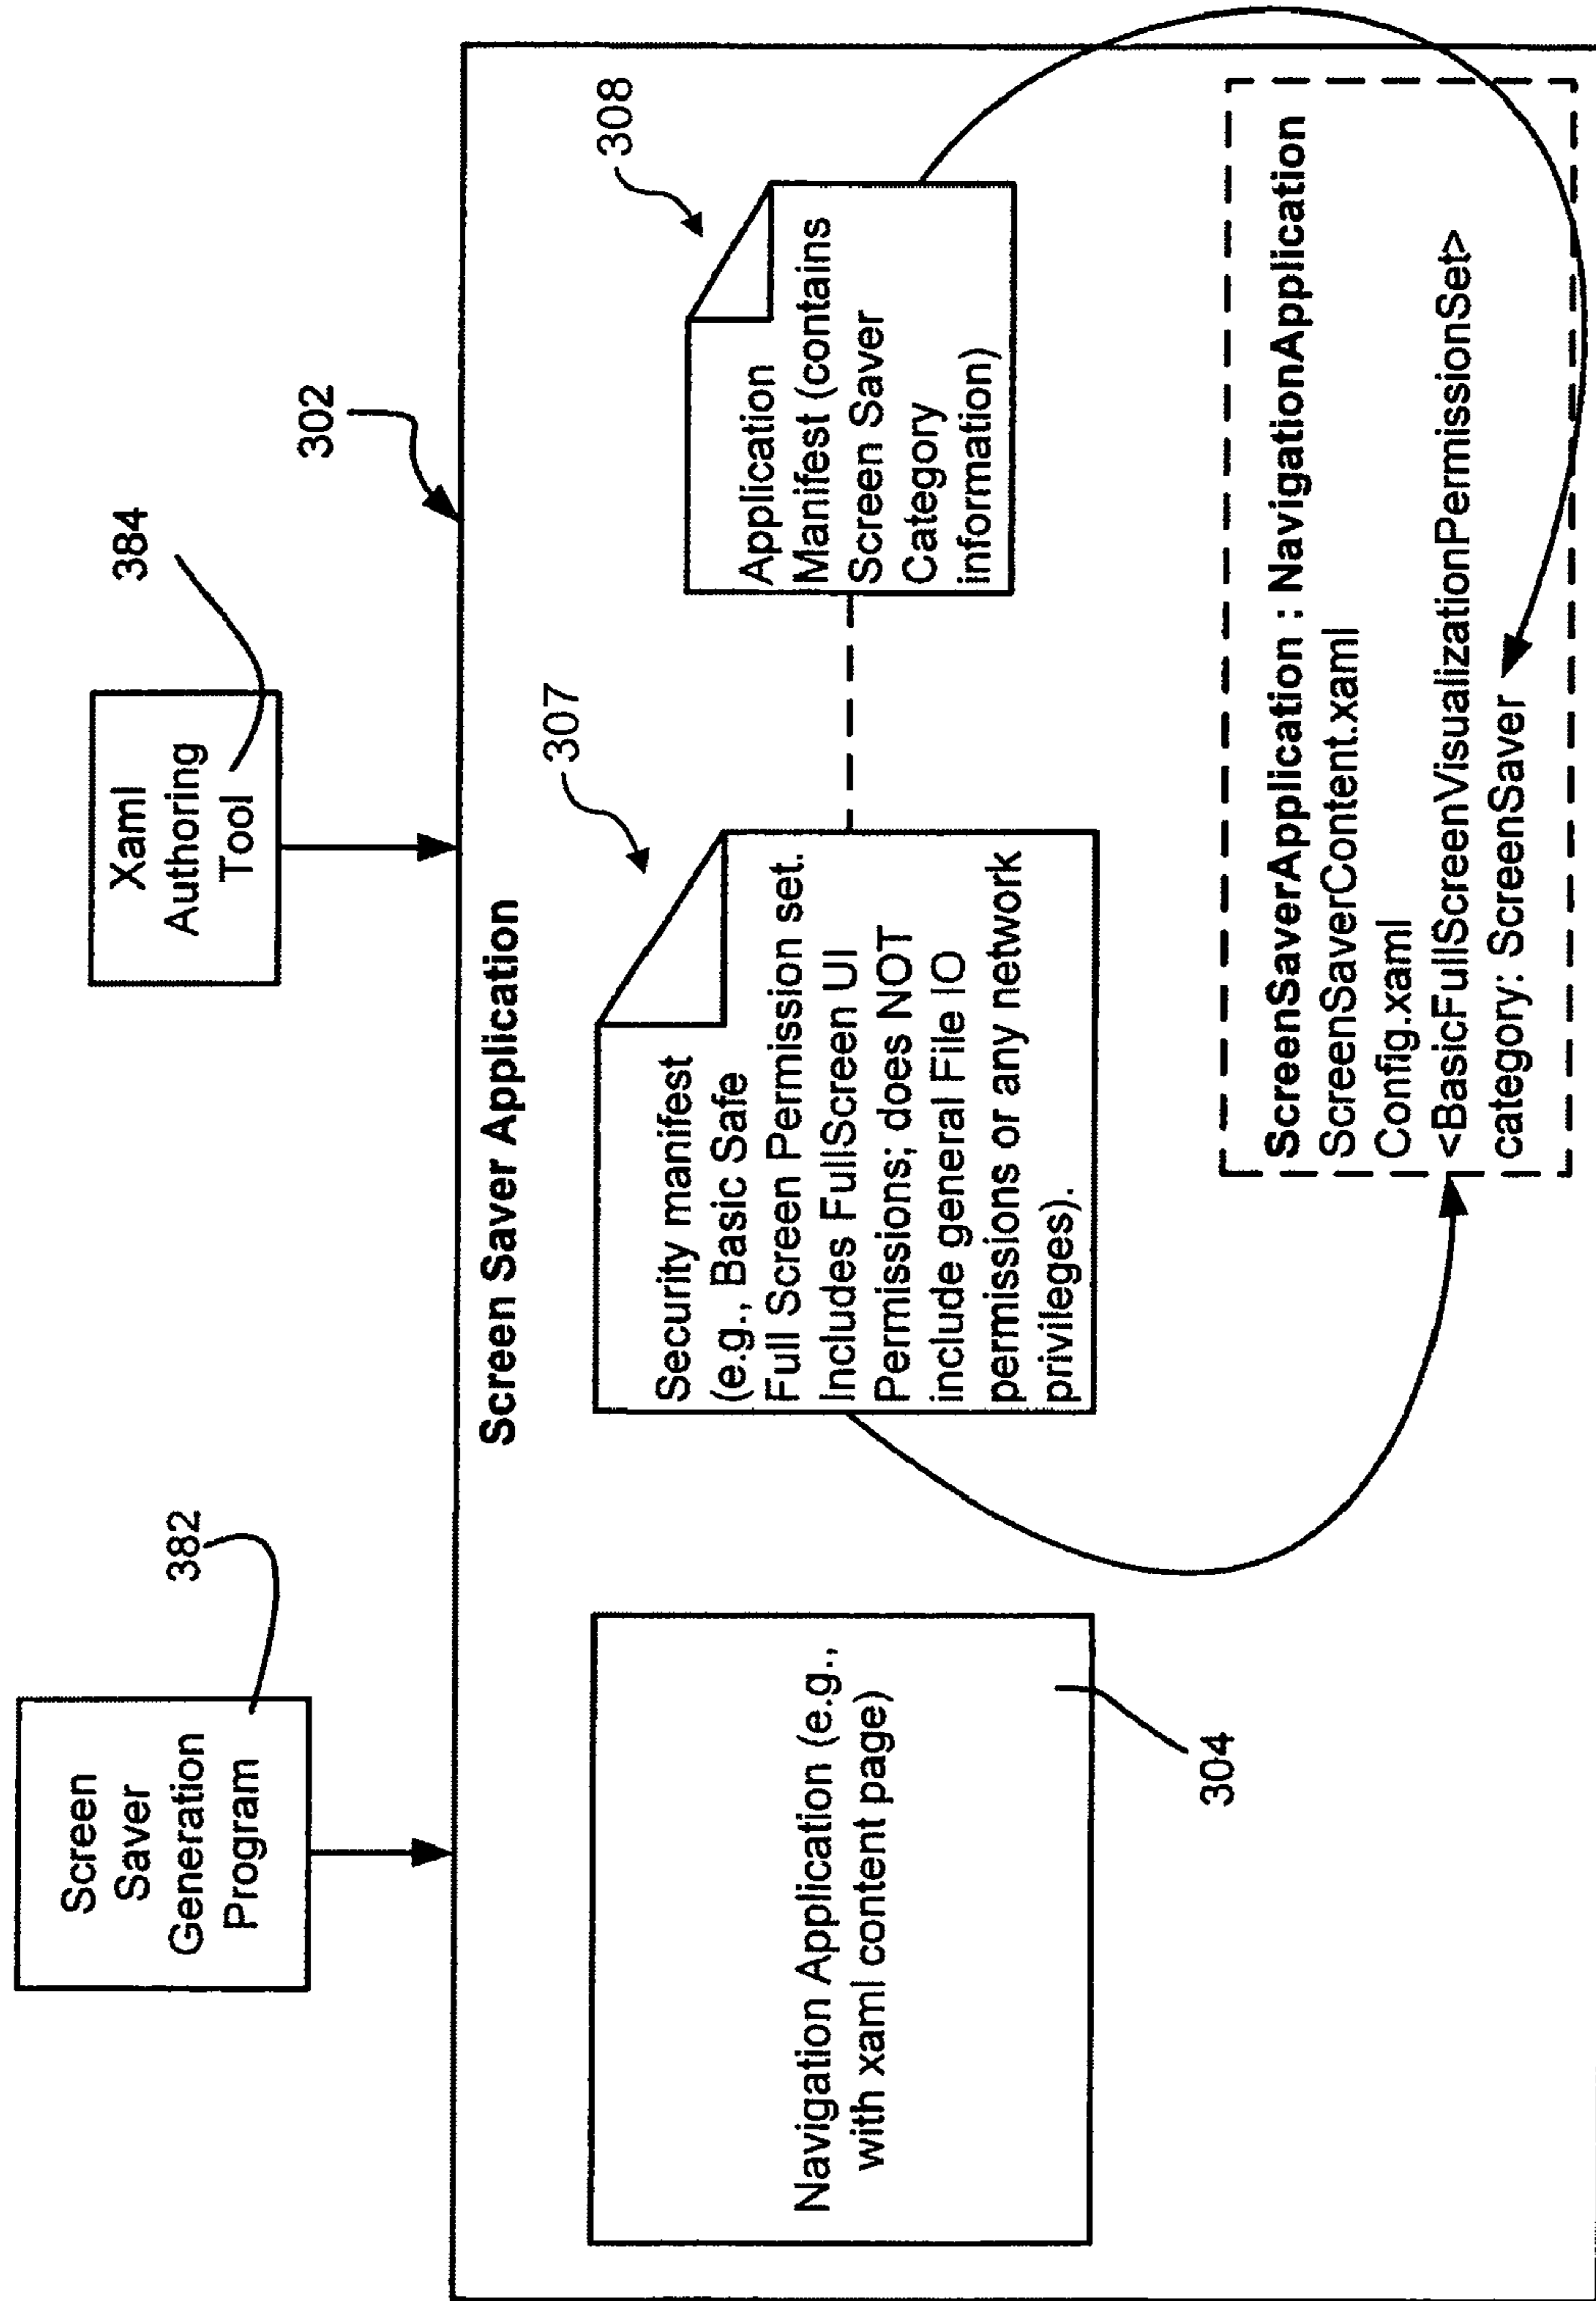 Screen
Saver
Generation
Program
382
Xaml
Authoring
Tool
384
302
Screen Saver Application
Navigation Application (e.g.,
with xaml content page)
304
307
Security manifest
(e.g., Basic Safe
Full Screen Permission set.
Includes FullScreen UI
Permissions; does NOT
include general File IO
permissions or any network
privileges).
308
Application
Manifest (contains
Screen Saver
Category
information)
ScreenSaverApplication : NavigationApplication
ScreenSaverContent.xaml
Config.xaml
<BasicFullScreenVisualizationPermissionSet>
category: ScreenSaver